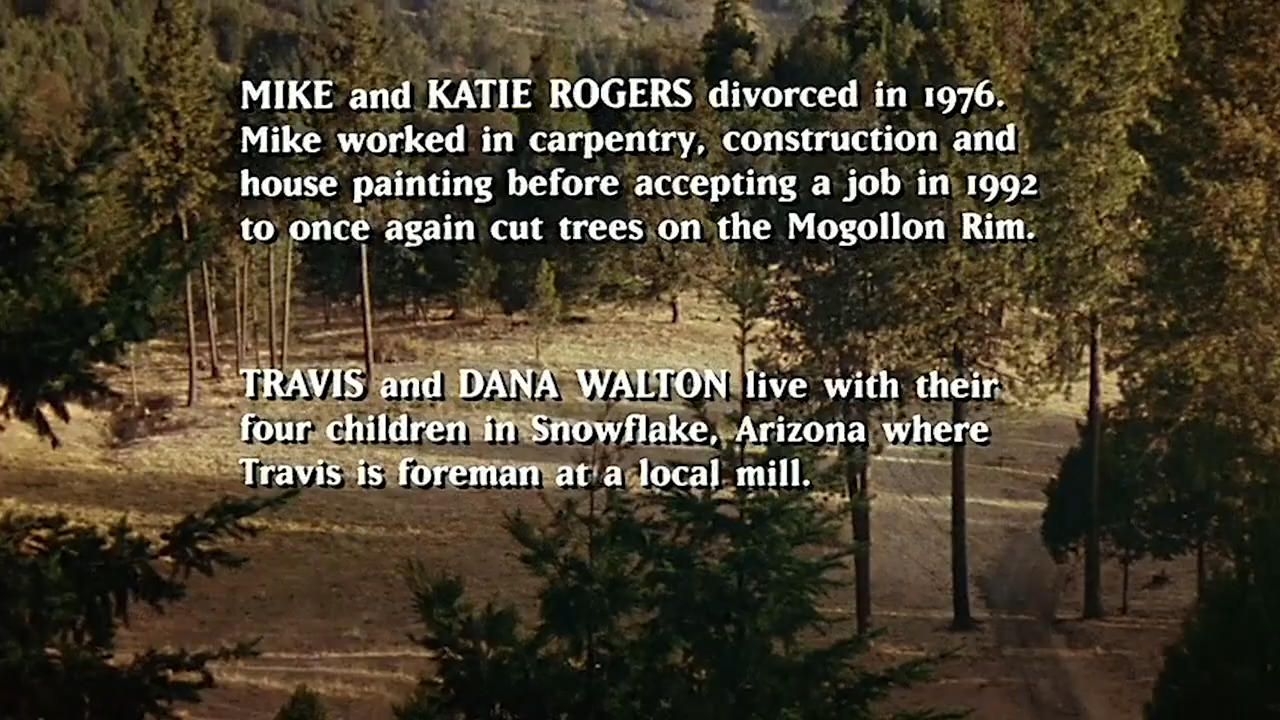 MIKE and KATIE ROGERS divorced in 1976.
Mike worked in carpentry, construction and
house painting before accepting a job in 1992
to once again cut trees on the Mogollon Rim.
TRAVIS and DANA WALTON live with their
four children in Snowflake, Arizona where
Travis is foreman at a local mill.